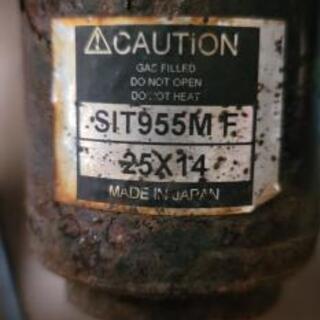 CAUTION
GAS FILLED
DO NOT OPEN
DO NOT HEAT
SIT955M F
25X14
MADE IN JAPAN